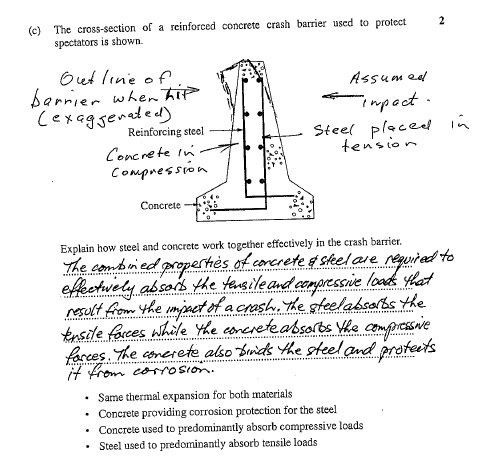 (c) The cross-section of a reinforced concrete crash barrier used to protect spectators is shown. 2
Outline of
barrier when hit
(exaggerated)
Assumed
impact.
Reinforcing steel
Steel placed in
tension
Concrete in
compression
Concrete
Explain how steel and concrete work together effectively in the crash barrier.
The combined properties of concrete & steel are required to
effectively absorb the tensile and compressive loads that
result from the impact of a crash. The steel absorbs the
tensile forces while the concrete absorbs the compressive
forces. The concrete also binds the steel and protects
it from corrosion.
• Same thermal expansion for both materials
• Concrete providing corrosion protection for the steel
• Concrete used to predominantly absorb compressive loads
• Steel used to predominantly absorb tensile loads